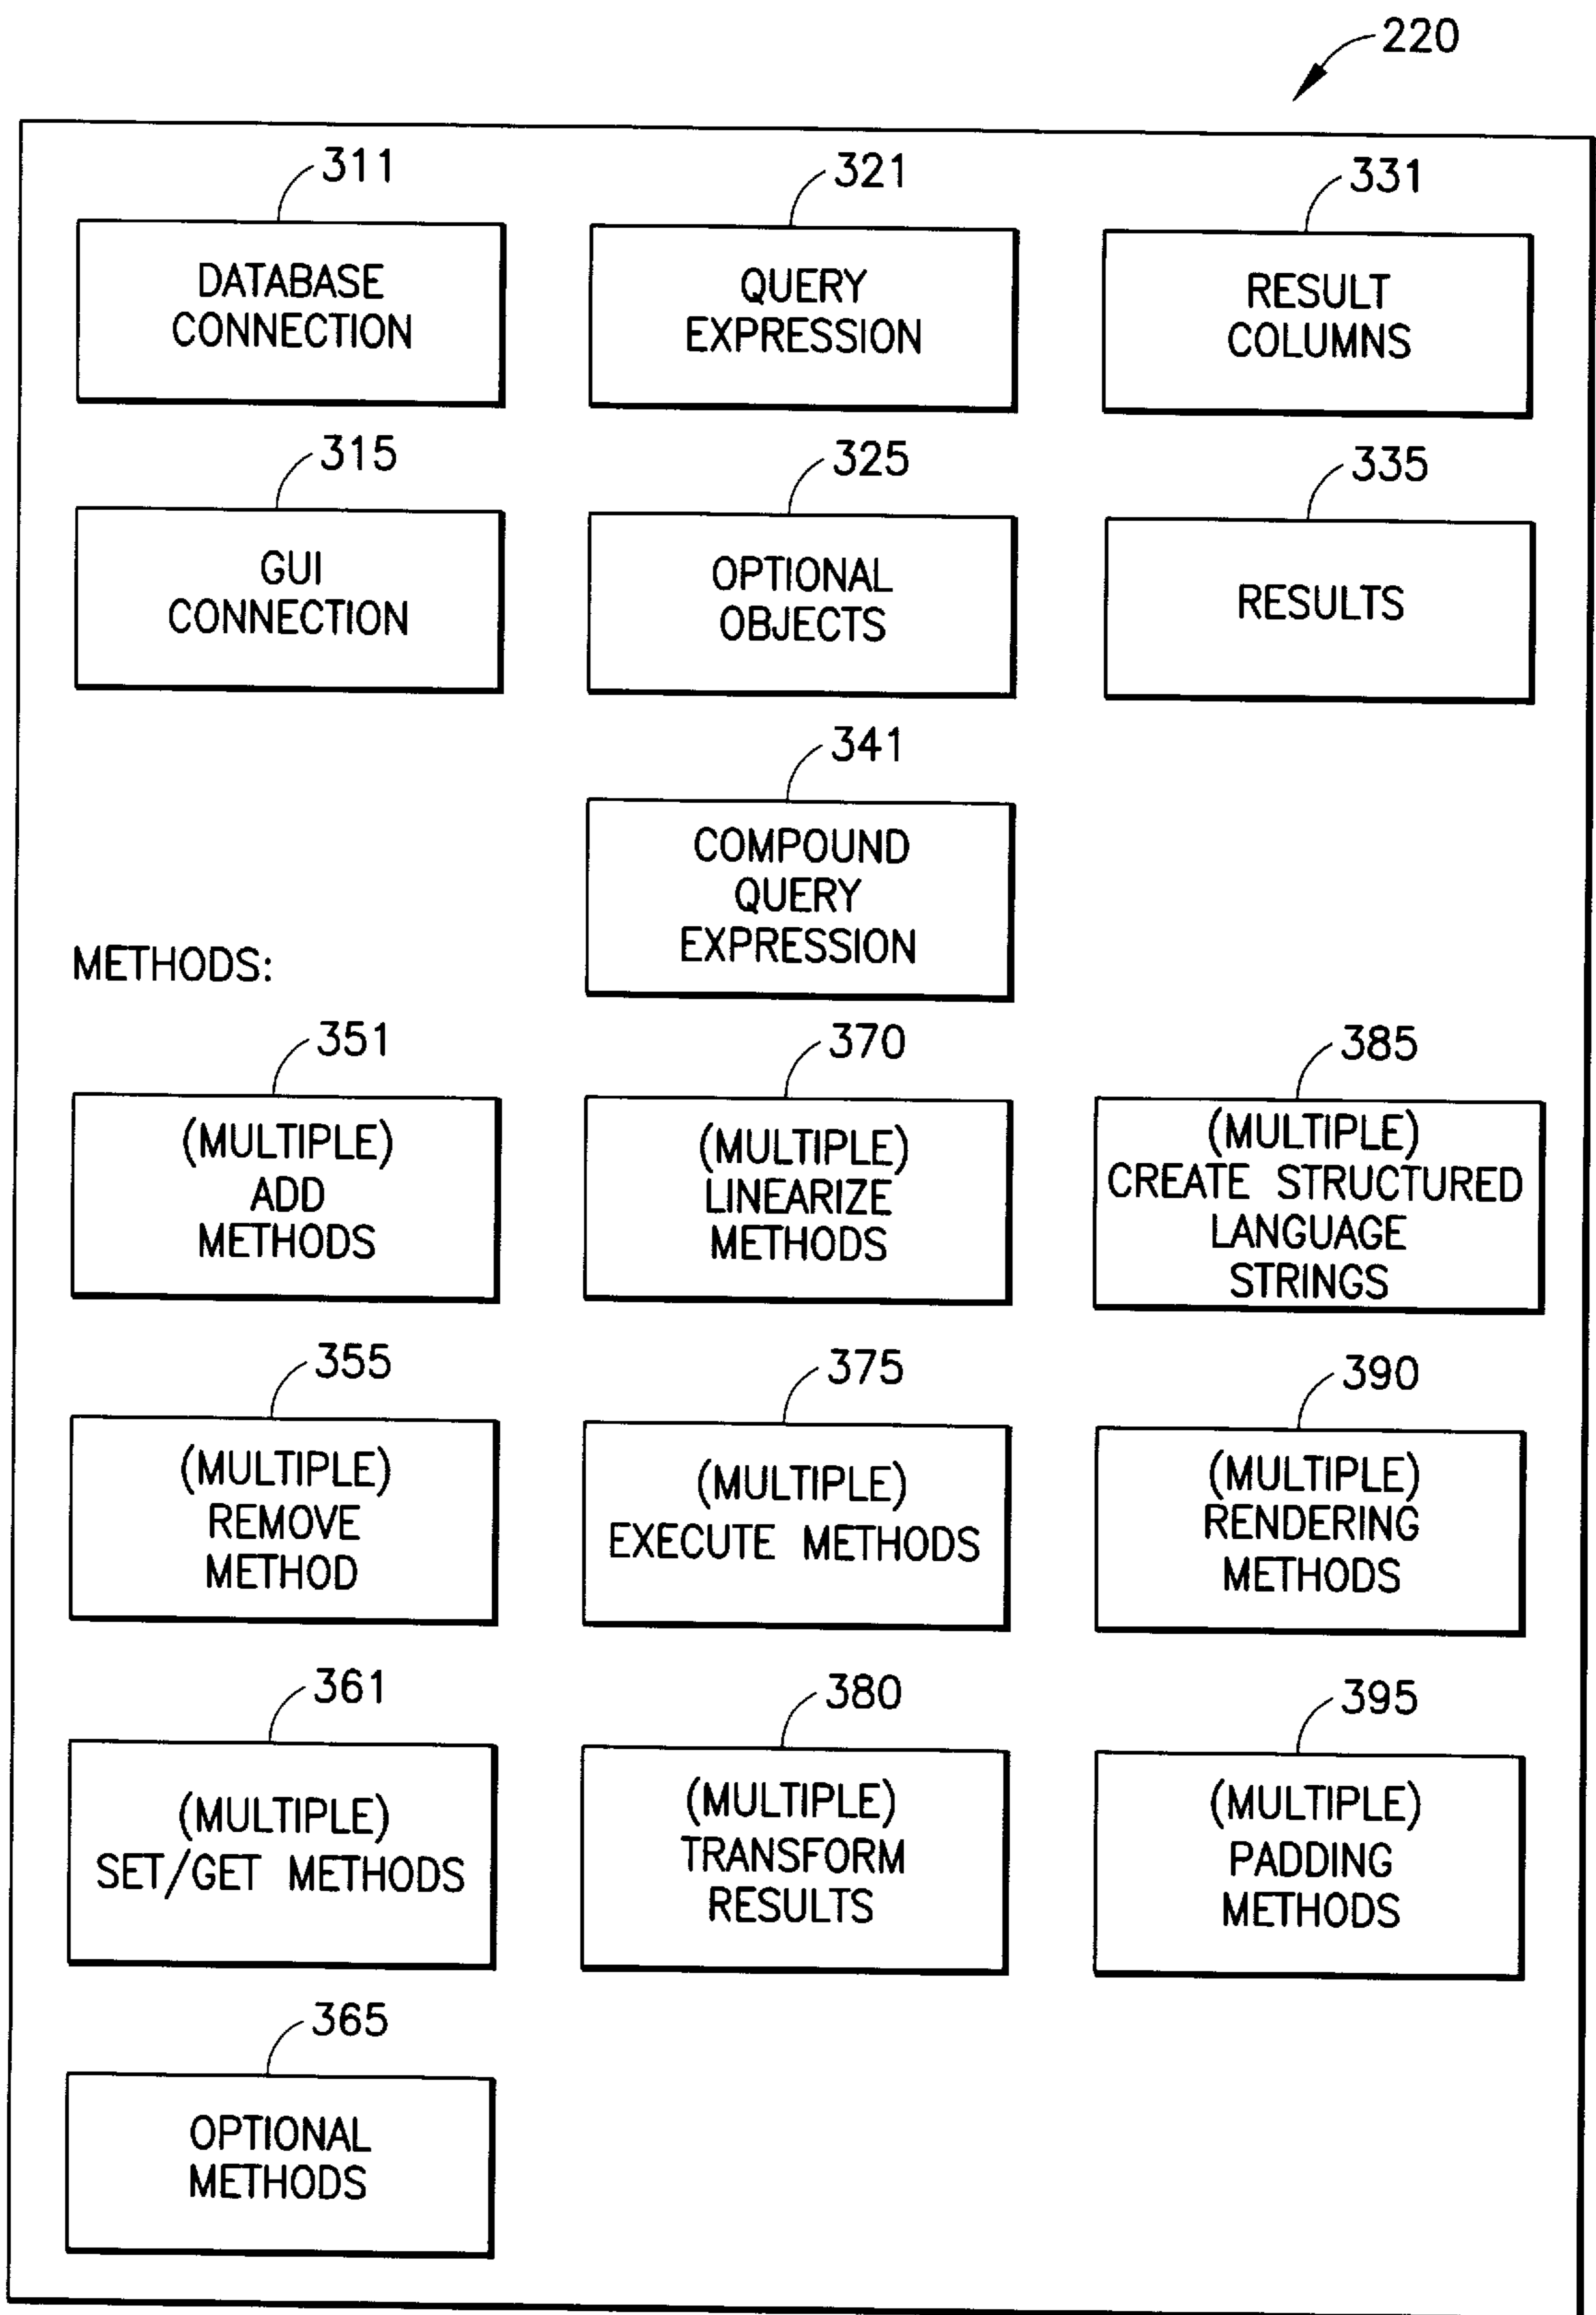 220
311
DATABASE
CONNECTION
321
QUERY
EXPRESSION
331
RESULT
COLUMNS
315
GUI
CONNECTION
325
OPTIONAL
OBJECTS
335
RESULTS
341
COMPOUND
QUERY
EXPRESSION
METHODS:
351
(MULTIPLE)
ADD
METHODS
370
(MULTIPLE)
LINEARIZE
METHODS
385
(MULTIPLE)
CREATE STRUCTURED
LANGUAGE
STRINGS
355
(MULTIPLE)
REMOVE
METHOD
375
(MULTIPLE)
EXECUTE METHODS
390
(MULTIPLE)
RENDERING
METHODS
361
(MULTIPLE)
SET/GET METHODS
380
(MULTIPLE)
TRANSFORM
RESULTS
395
(MULTIPLE)
PADDING
METHODS
365
OPTIONAL
METHODS